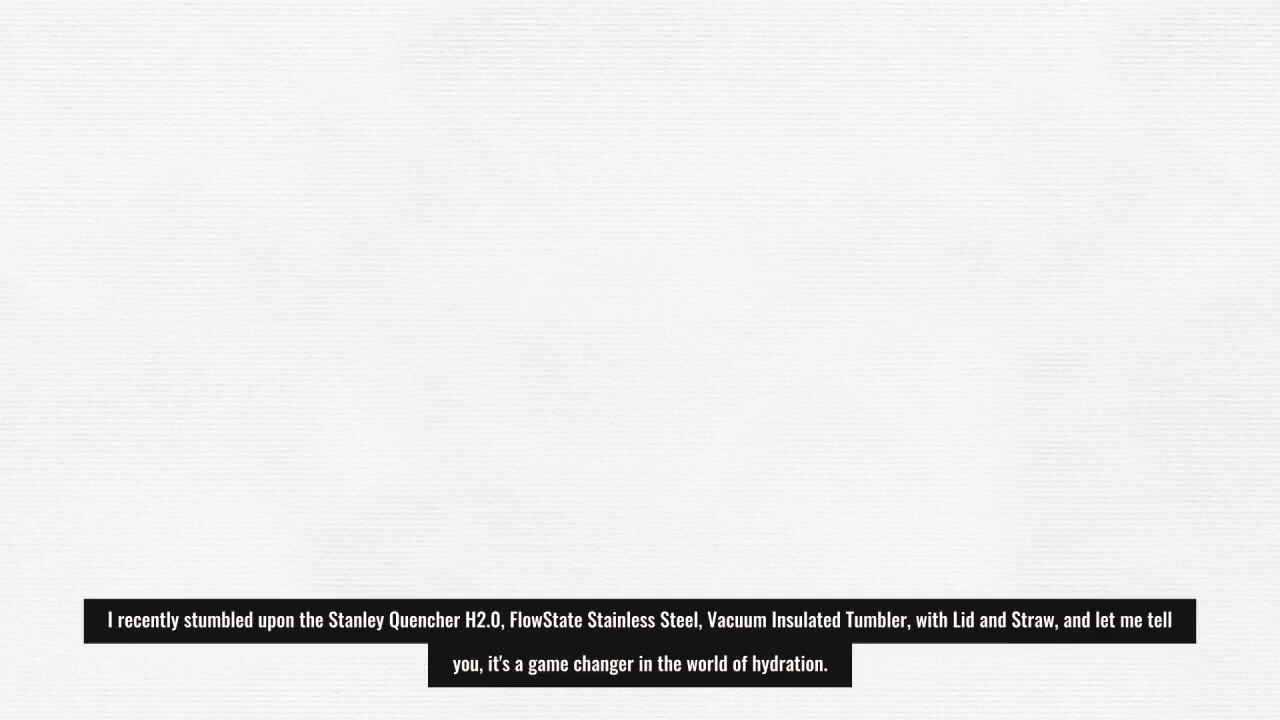 I recently stumbled upon the Stanley Quencher H2.0, FlowState Stainless Steel, Vacuum Insulated Tumbler, with Lid and Straw, and let me tell
you, it's a game changer in the world of hydration.